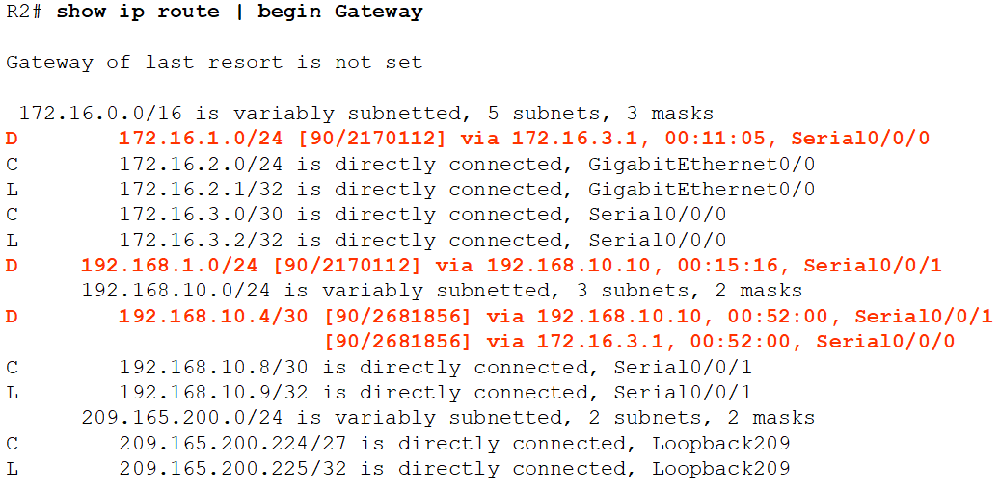 R2# show ip route | begin Gateway
Gateway of last resort is not set
172.16.0.0/16 is variably subnetted, 5 subnets, 3 masks
D 172.16.1.0/24 [90/2170112] via 172.16.3.1, 00:11:05, Serial0/0/0
C 172.16.2.0/24 is directly connected, GigabitEthernet0/0
L 172.16.2.1/32 is directly connected, GigabitEthernet0/0
C 172.16.3.0/30 is directly connected, Serial0/0/0
L 172.16.3.2/32 is directly connected, Serial0/0/0
D 192.168.1.0/24 [90/2170112] via 192.168.10.10, 00:15:16, Serial0/0/1
192.168.10.0/24 is variably subnetted, 3 subnets, 2 masks
D 192.168.10.4/30 [90/2681856] via 192.168.10.10, 00:52:00, Serial0/0/1
[90/2681856] via 172.16.3.1, 00:52:00, Serial0/0/0
C 192.168.10.8/30 is directly connected, Serial0/0/1
L 192.168.10.9/32 is directly connected, Serial0/0/1
209.165.200.0/24 is variably subnetted, 2 subnets, 2 masks
C 209.165.200.224/27 is directly connected, Loopback209
L 209.165.200.225/32 is directly connected, Loopback209